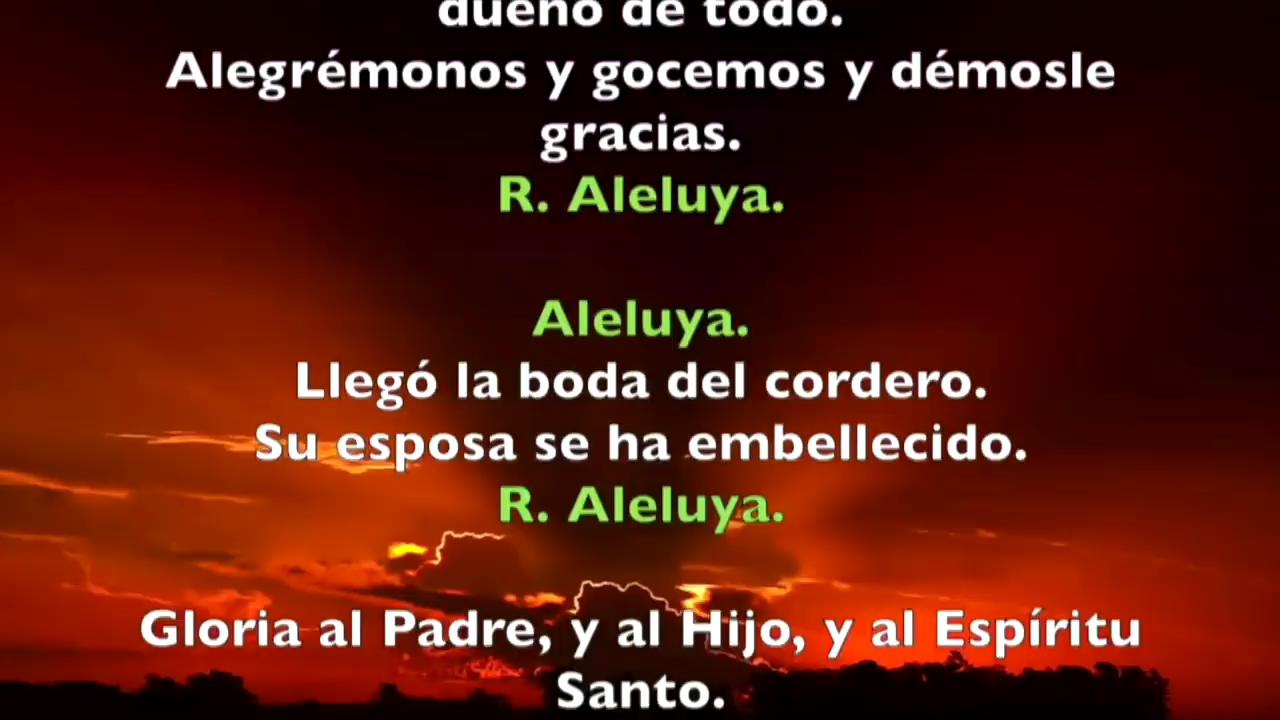 dueño de todo.
Alegrémonos y gocemos y démosle
gracias.
R. Aleluya.
Aleluya.
Llegó la boda del cordero.
Su esposa se ha embellecido.
R. Aleluya.
Gloria al Padre, y al Hijo, y al Espíritu
Santo.